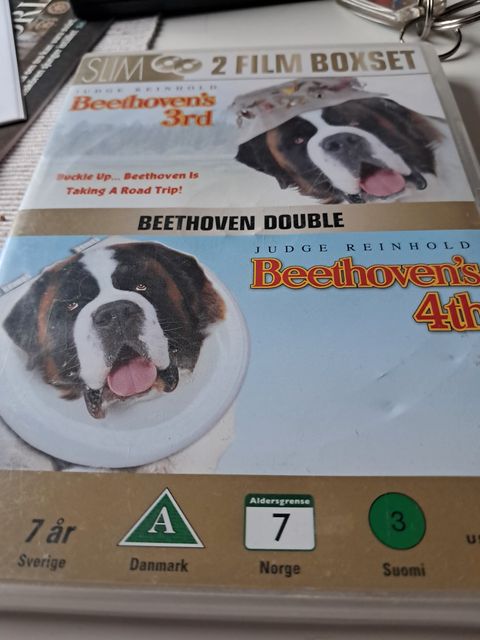 SLIM 2 FILM BOXSET
JUDGE REINHOLD
Beethoven's
3rd
Buckle Up... Beethoven Is
Taking A Road Trip!
BEETHOVEN DOUBLE
JUDGE REINHOLD
Beethoven's
4th
7 år
Sverige
A
Danmark
Aldersgrense
7
Norge
3
Suomi